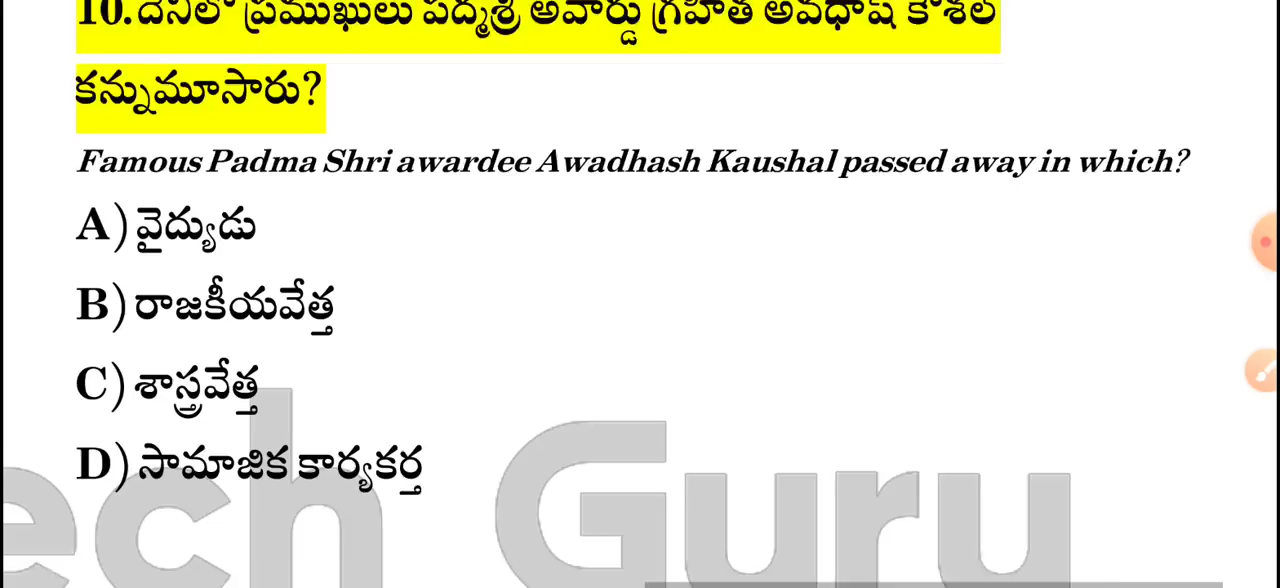 10.దేనిలో ప్రముఖులు పద్మశ్రీ అవార్డు గ్రహీత అవధాష్ కౌశల్
కన్నుమూసారు?
Famous Padma Shri awardee Awadhash Kaushal passed away in which?
A) వైద్యుడు
B) రాజకీయవేత్త
C) శాస్త్రవేత్త
D) సామాజిక కార్యకర్త
ech Guru